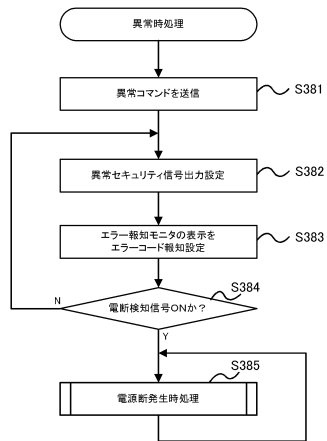 異常時処理
異常コマンドを送信
S381
異常セキュリティ信号出力設定
S382
エラー報知モニタの表示を
エラーコード報知設定
S383
電断検知信号ONか？
S384
N
Y
S385
電源断発生時処理